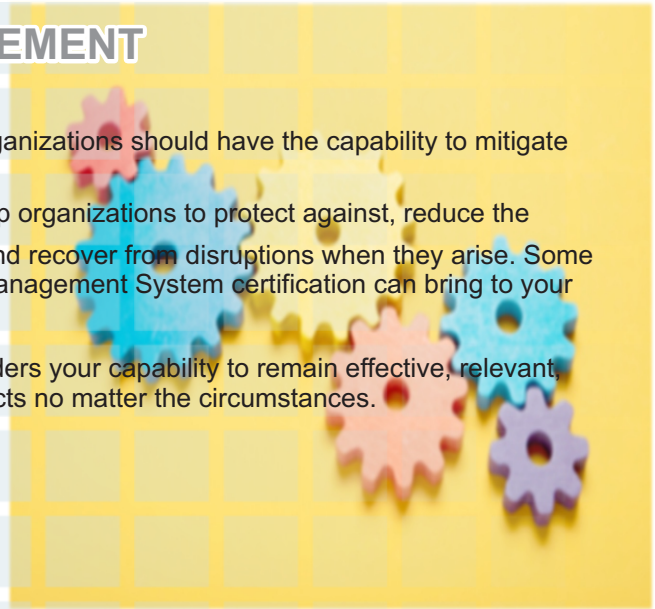 EMENT
ganizations should have the capability to mitigate
p organizations to protect against, reduce the
nd recover from disruptions when they arise. Some
anagement System certification can bring to your
ders your capability to remain effective, relevant,
cts no matter the circumstances.